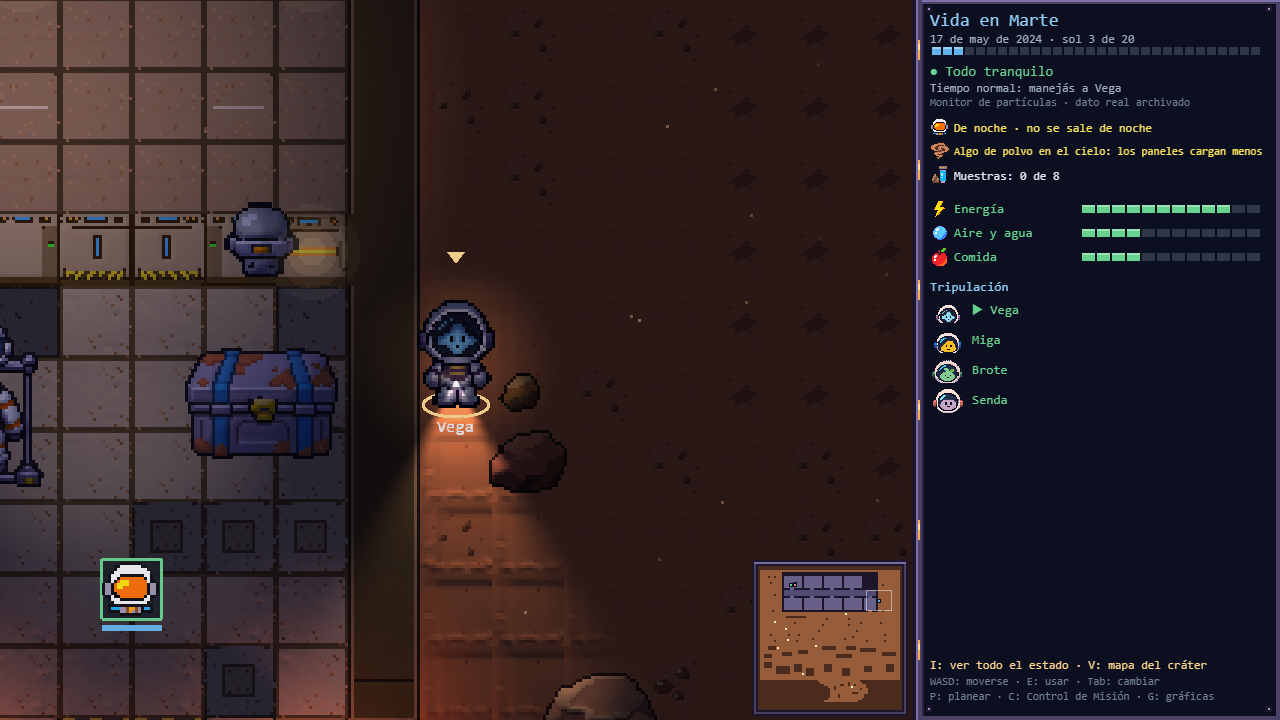 Vida en Marte
17 de may de 2024 · sol 3 de 20
● Todo tranquilo
Tiempo normal: manejás a Vega
Monitor de partículas · dato real archivado
De noche · no se sale de noche
Algo de polvo en el cielo: los paneles cargan menos
Muestras: 0 de 8
Energía
Aire y agua
Comida
Tripulación
▶ Vega
Miga
Brote
Senda
Vega
I: ver todo el estado · V: mapa del cráter
WASD: moverse · E: usar · Tab: cambiar
P: planear · C: Control de Misión · G: gráficas